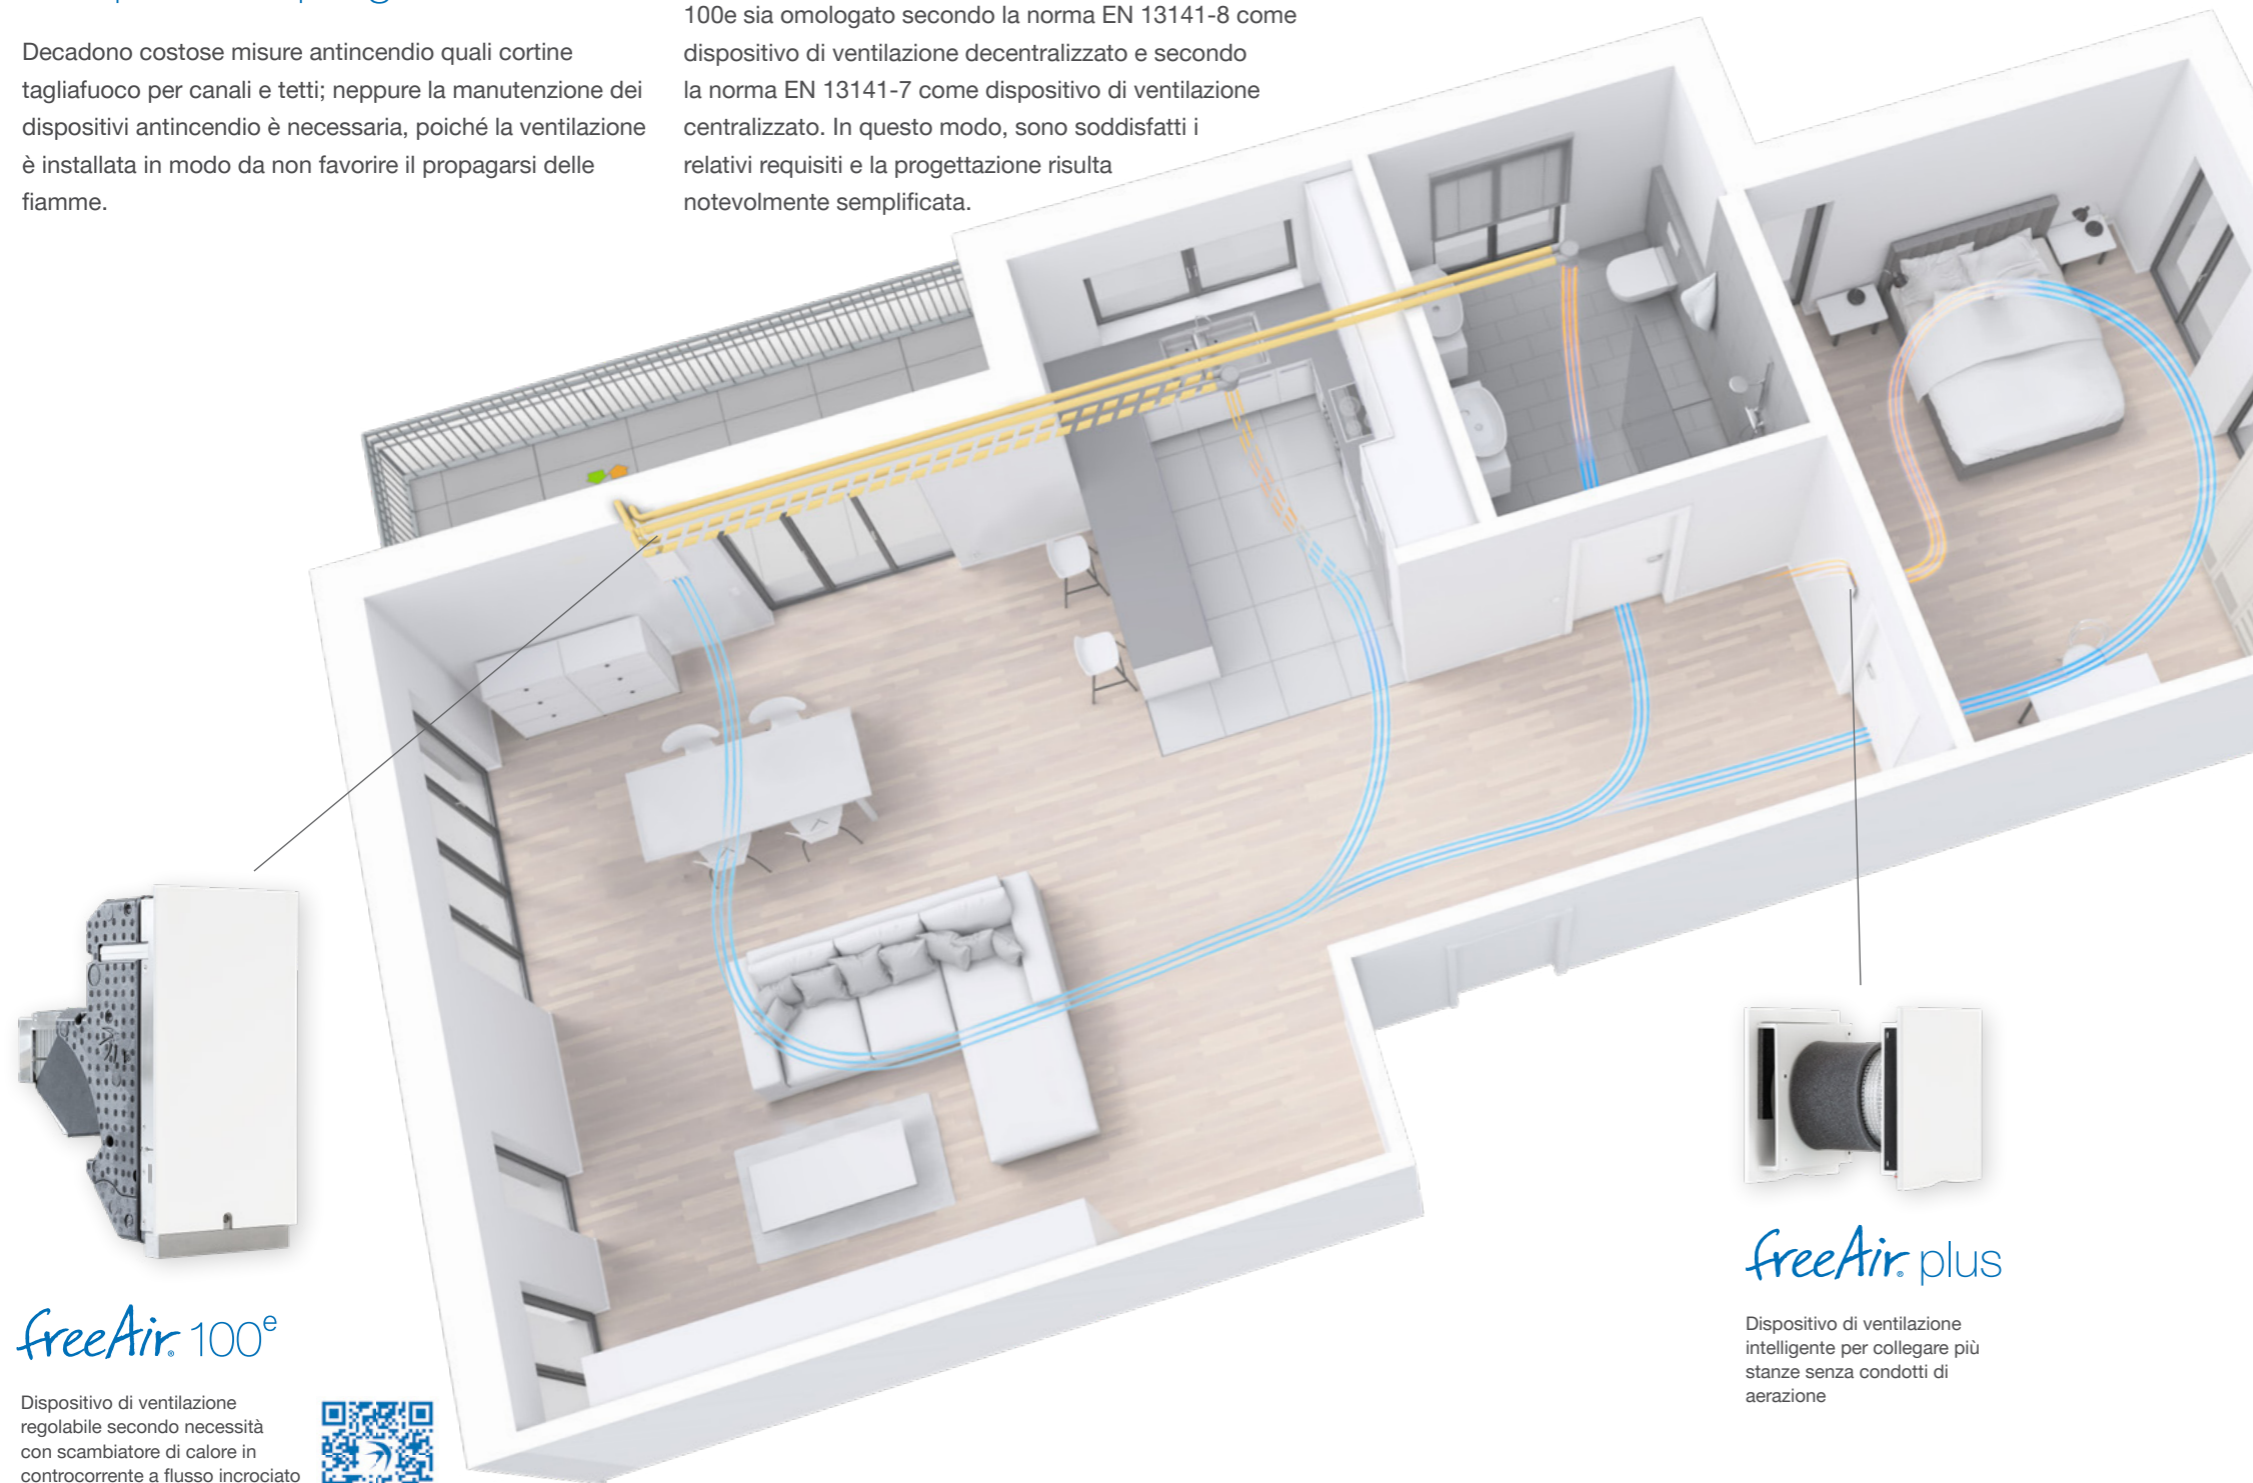 Decadono costose misure antincendio quali cortine
tagliafuoco per canali e tetti; neppure la manutenzione dei
dispositivi antincendio è necessaria, poiché la ventilazione
è installata in modo da non favorire il propagarsi delle
fiamme.
100e sia omologato secondo la norma EN 13141-8 come
dispositivo di ventilazione decentralizzato e secondo
la norma EN 13141-7 come dispositivo di ventilazione
centralizzato. In questo modo, sono soddisfatti i
relativi requisiti e la progettazione risulta
notevolmente semplificata.
freeAir® 100e
Dispositivo di ventilazione
regolabile secondo necessità
con scambiatore di calore in
controcorrente a flusso incrociato
freeAir® plus
Dispositivo di ventilazione
intelligente per collegare più
stanze senza condotti di
aerazione